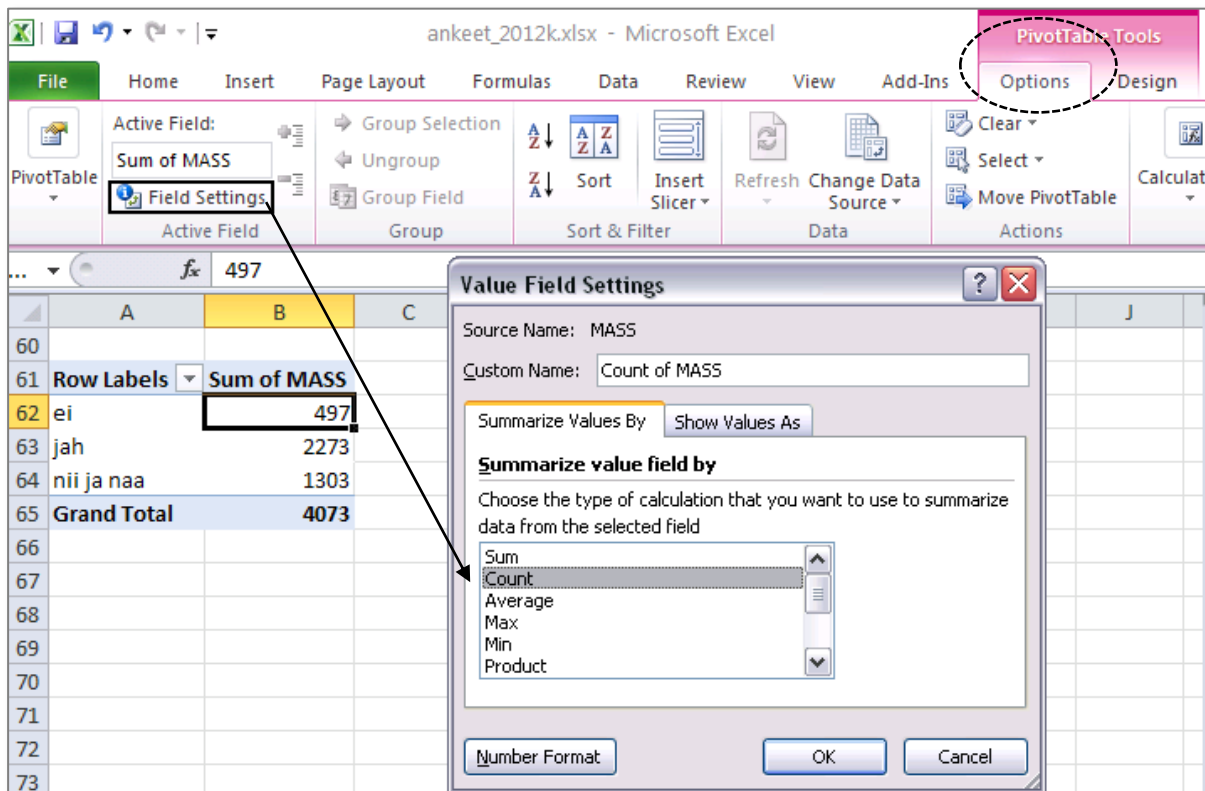 ankeet_2012k.xlsx - Microsoft Excel
PivotTable Tools
File Home Insert Page Layout Formulas Data Review View Add-Ins Options Design
PivotTable
Active Field:
Sum of MASS
Field Settings
Active Field
Group Selection
Ungroup
Group Field
Group
Sort
Insert
Slicer
Sort & Filter
Refresh
Change Data
Source
Data
Clear
Select
Move PivotTable
Actions
Calculat
... fx 497
A B C J
60
61 Row Labels Sum of MASS
62 ei 497
63 jah 2273
64 nii ja naa 1303
65 Grand Total 4073
66
67
68
69
70
71
72
73
Value Field Settings
Source Name: MASS
Custom Name: Count of MASS
Summarize Values By Show Values As
Summarize value field by
Choose the type of calculation that you want to use to summarize
data from the selected field
Sum
Count
Average
Max
Min
Product
Number Format OK Cancel